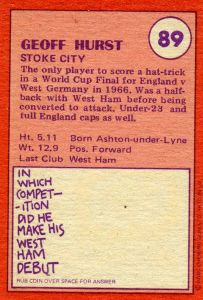 GEOFF HURST
89
STOKE CITY
The only player to score a hat-trick
in a World Cup Final for England v
West Germany in 1966. Was a half-
back with West Ham before being
converted to attack. Under-23 and
full England caps as well.
Ht. 5.11 Born Ashton-under-Lyne
Wt. 12.9 Pos. Forward
Last Club West Ham
IN
WHICH
COMPET-
-ITION
DID HE
MAKE HIS
WEST
HAM
DEBUT
RUB COIN OVER SPACE FOR ANSWER